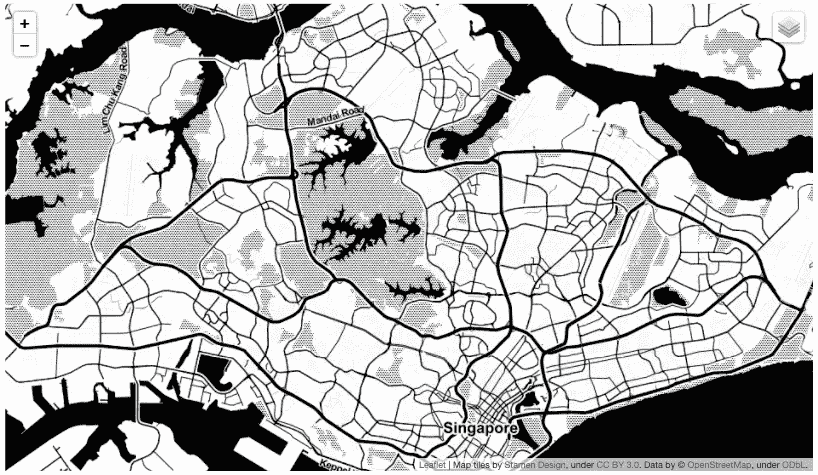 +
−
Lim Chu Kang Road
Mandai Road
Singapore
Leaflet | Map tiles by Stamen Design, under CC BY 3.0. Data by © OpenStreetMap, under ODbL.